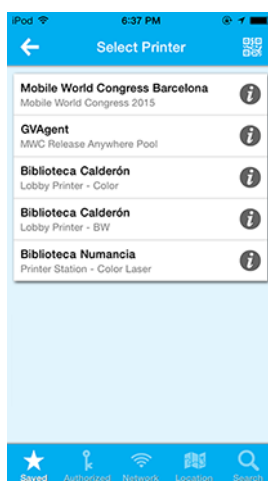 iPod 6:37 PM
Select Printer
Mobile World Congress Barcelona
Mobile World Congress 2015
GVAgent
MWC Release Anywhere Pool
Biblioteca Calderón
Lobby Printer - Color
Biblioteca Calderón
Lobby Printer - BW
Biblioteca Numancia
Printer Station - Color Laser
Saved Authorized Network Location Search